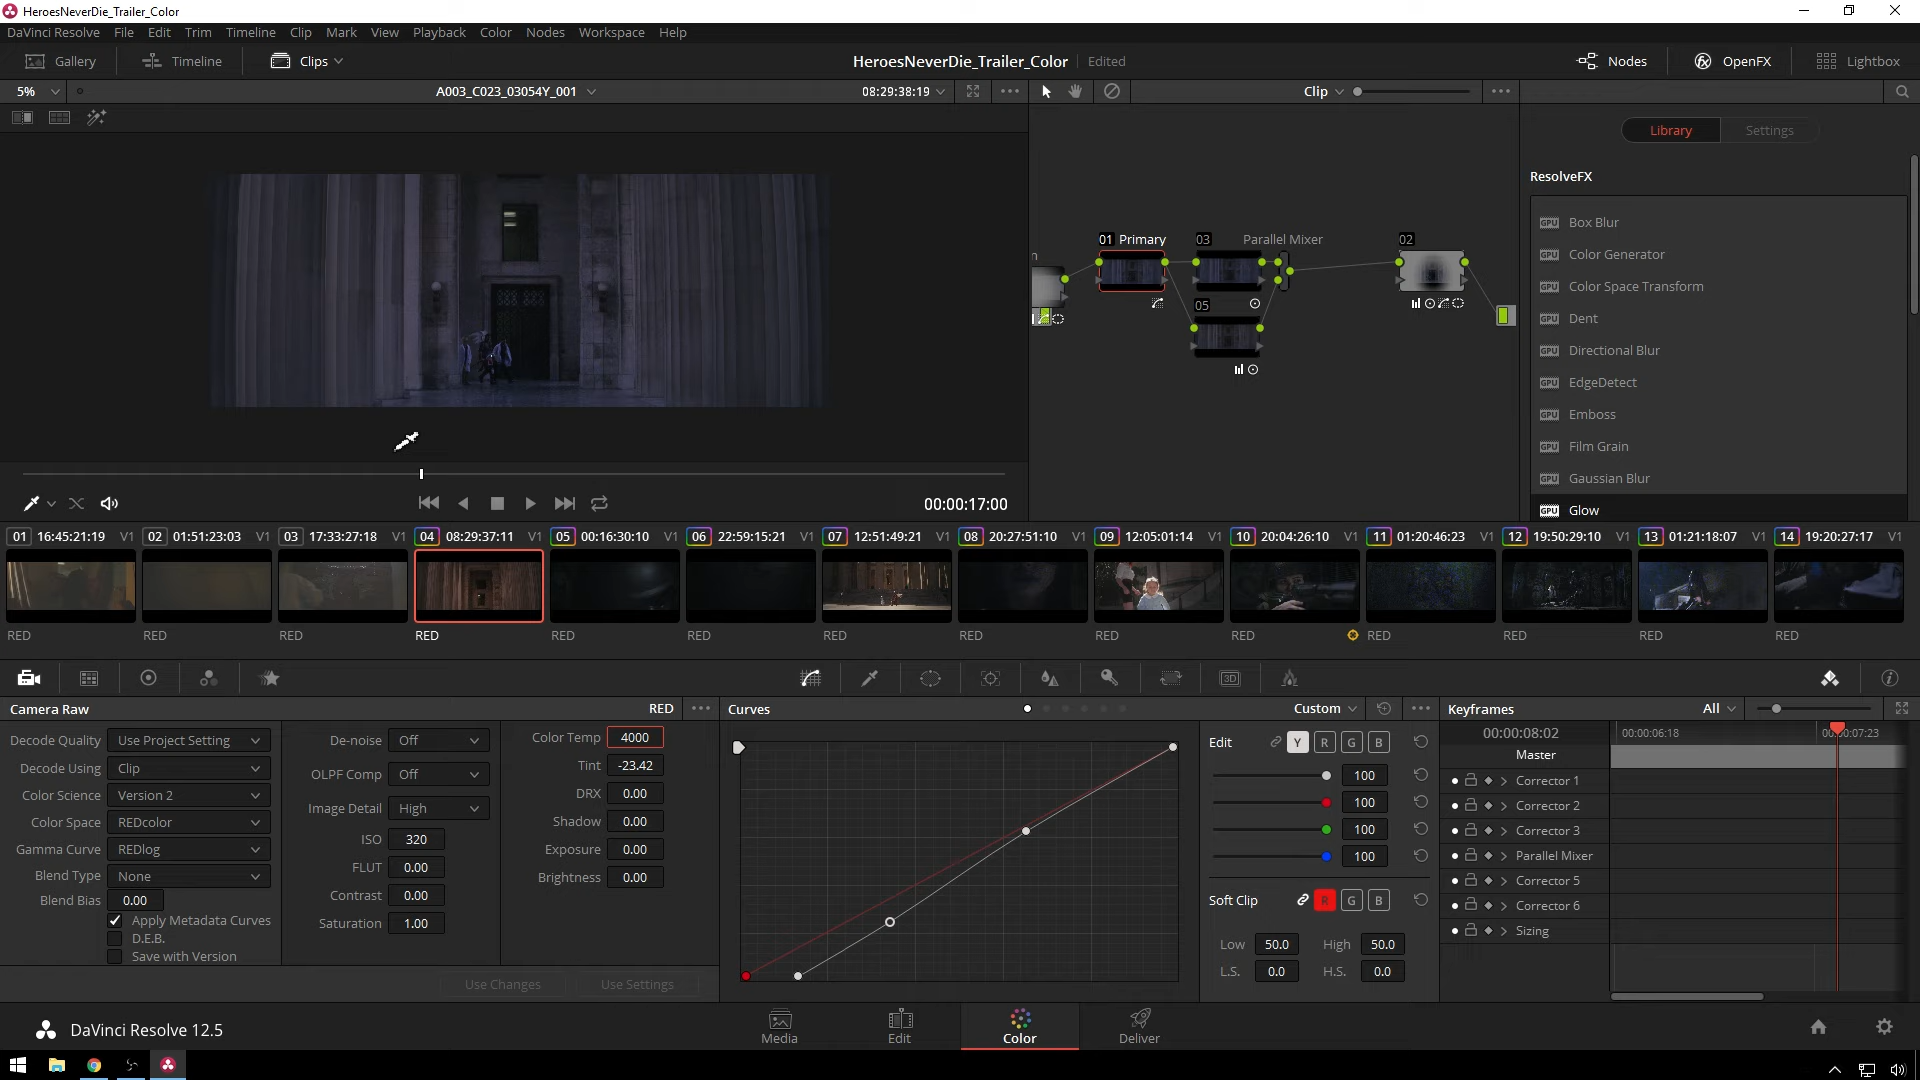 HeroesNeverDie_Trailer_Color
DaVinci Resolve File Edit Trim Timeline Clip Mark View Playback Color Nodes Workspace Help
Gallery Timeline Clips HeroesNeverDie_Trailer_Color Edited Nodes OpenFX Lightbox
5% A003_C023_03054Y_001 08:29:38:19 Clip
Library Settings
ResolveFX
GPU Box Blur
GPU Color Generator
GPU Color Space Transform
GPU Dent
GPU Directional Blur
GPU EdgeDetect
GPU Emboss
GPU Film Grain
GPU Gaussian Blur
GPU Glow
01 Primary 03 Parallel Mixer 02
05
00:00:17:00
01 16:45:21:19 V1 02 01:51:23:03 V1 03 17:33:27:18 V1 04 08:29:37:11 V1 05 00:16:30:10 V1 06 22:59:15:21 V1 07 12:51:49:21 V1 08 20:27:51:10 V1 09 12:05:01:14 V1 10 20:04:26:10 V1 11 01:20:46:23 V1 12 19:50:29:10 V1 13 01:21:18:07 V1 14 19:20:27:17 V1
RED RED RED RED RED RED RED RED RED RED RED RED RED RED
3D
Camera Raw RED
Decode Quality Use Project Setting
Decode Using Clip
Color Science Version 2
Color Space REDcolor
Gamma Curve REDlog
Blend Type None
Blend Bias 0.00
Apply Metadata Curves
D.E.B.
Save with Version
De-noise Off
OLPF Comp Off
Image Detail High
ISO 320
FLUT 0.00
Contrast 0.00
Saturation 1.00
Color Temp 4000
Tint -23.42
DRX 0.00
Shadow 0.00
Exposure 0.00
Brightness 0.00
Use Changes Use Settings
Curves Custom
Edit Y R G B
100
100
100
100
Soft Clip R G B
Low 50.0 High 50.0
L.S. 0.0 H.S. 0.0
Keyframes All
00:00:08:02 00:00:06:18 00:00:07:23
Master
Corrector 1
Corrector 2
Corrector 3
Parallel Mixer
Corrector 5
Corrector 6
Sizing
DaVinci Resolve 12.5 Media Edit Color Deliver